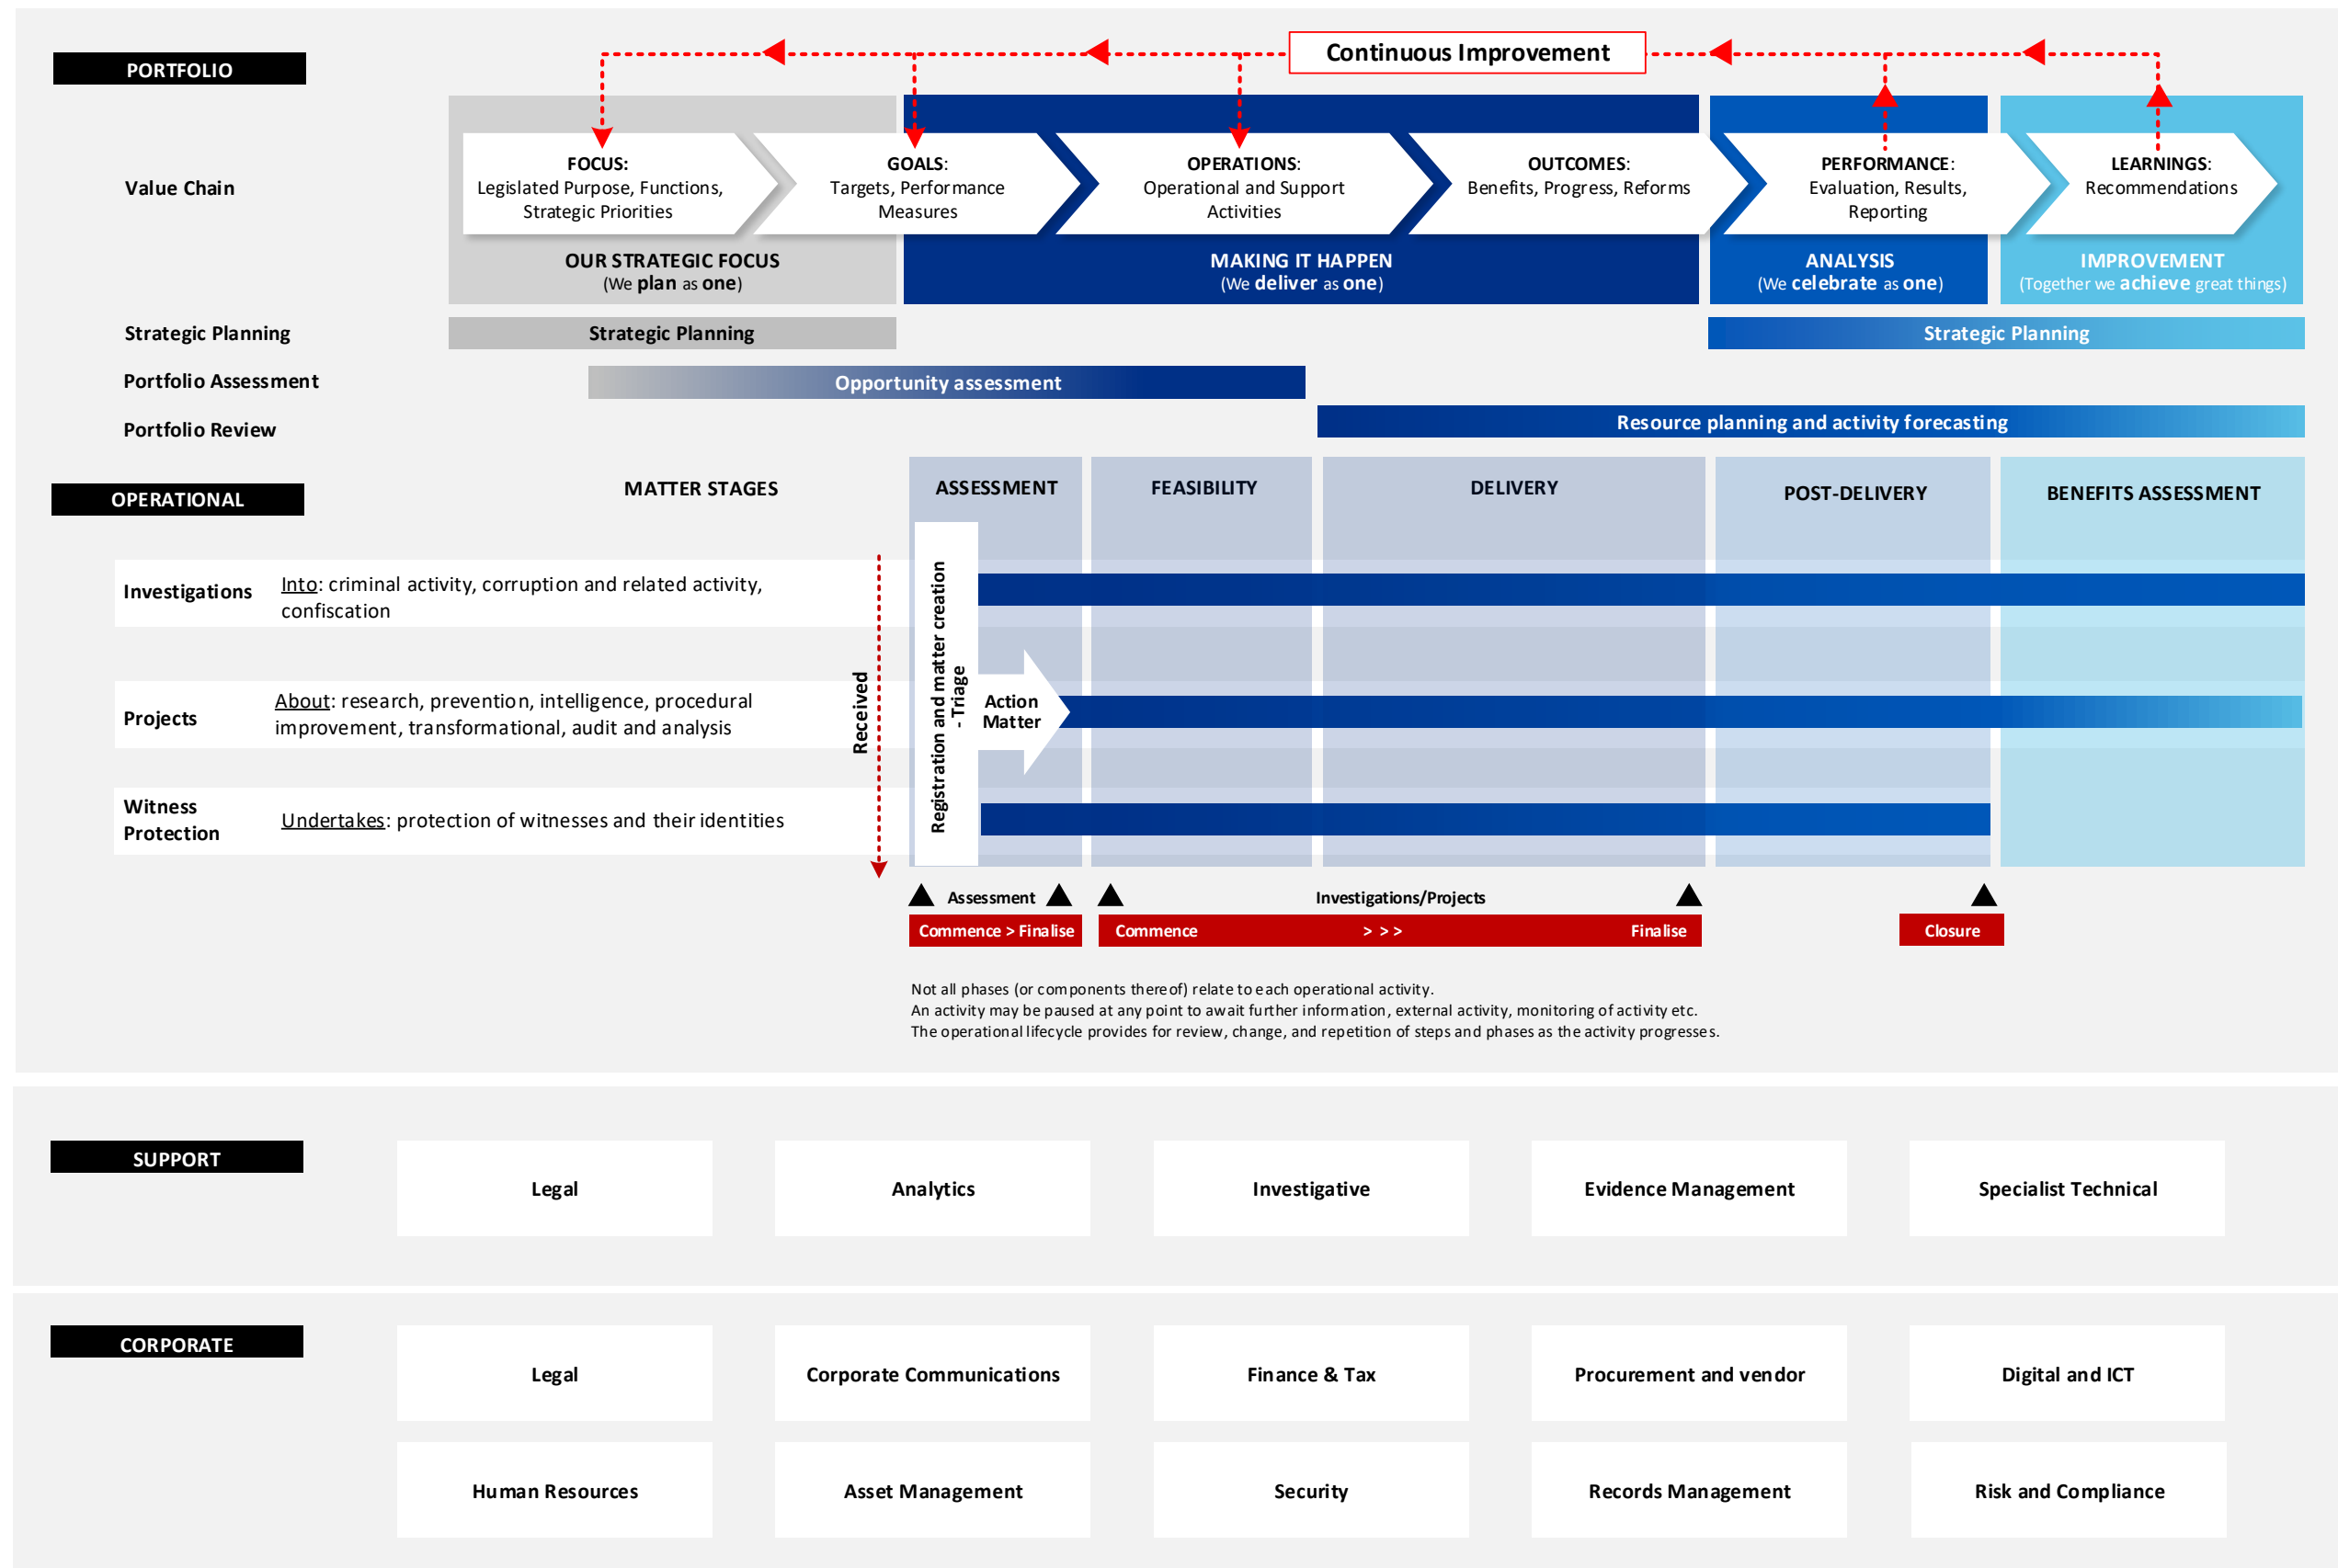 Continuous Improvement
PORTFOLIO
Value Chain
FOCUS:
Legislated Purpose, Functions,
Strategic Priorities
GOALS:
Targets, Performance
Measures
OPERATIONS:
Operational and Support
Activities
OUTCOMES:
Benefits, Progress, Reforms
PERFORMANCE:
Evaluation, Results,
Reporting
LEARNINGS:
Recommendations
OUR STRATEGIC FOCUS
(We plan as one)
MAKING IT HAPPEN
(We deliver as one)
ANALYSIS
(We celebrate as one)
IMPROVEMENT
(Together we achieve great things)
Strategic Planning
Strategic Planning
Strategic Planning
Portfolio Assessment
Opportunity assessment
Portfolio Review
Resource planning and activity forecasting
OPERATIONAL
MATTER STAGES
ASSESSMENT
FEASIBILITY
DELIVERY
POST-DELIVERY
BENEFITS ASSESSMENT
Investigations
Into: criminal activity, corruption and related activity,
confiscation
Projects
About: research, prevention, intelligence, procedural
improvement, transformational, audit and analysis
Witness
Protection
Undertakes: protection of witnesses and their identities
Received
Registration and matter creation
- Triage
Action
Matter
Assessment
Investigations/Projects
Commence > Finalise
Commence
> > >
Finalise
Closure
Not all phases (or components thereof) relate to each operational activity.
An activity may be paused at any point to await further information, external activity, monitoring of activity etc.
The operational lifecycle provides for review, change, and repetition of steps and phases as the activity progresses.
SUPPORT
Legal
Analytics
Investigative
Evidence Management
Specialist Technical
CORPORATE
Legal
Corporate Communications
Finance & Tax
Procurement and vendor
Digital and ICT
Human Resources
Asset Management
Security
Records Management
Risk and Compliance